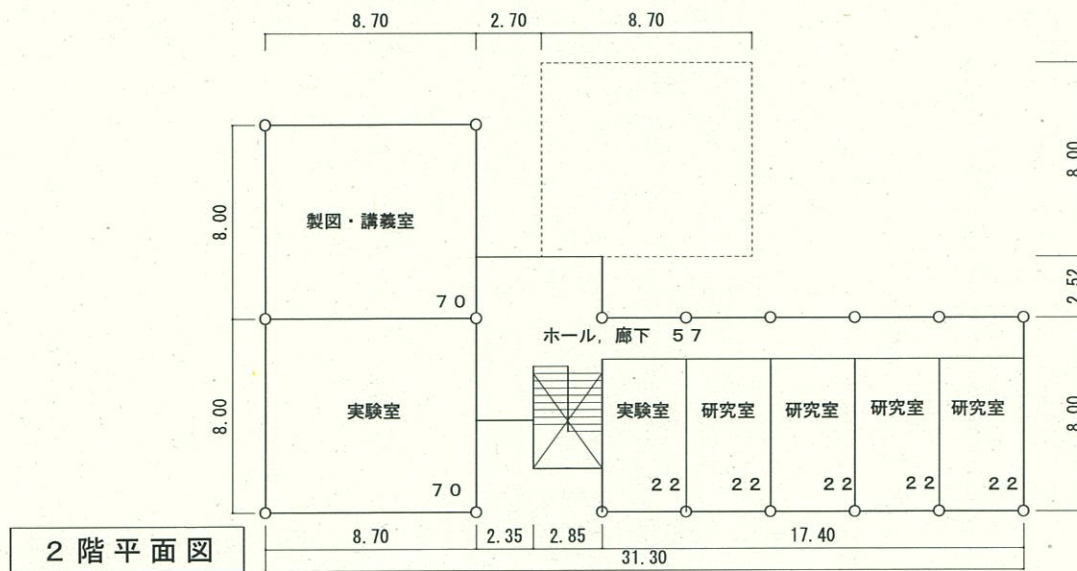 8.70 2.70 8.70
8.00
8.00
2.52
8.00
8.00
製図・講義室
70
ホール, 廊下 57
実験室
70
実験室 研究室 研究室 研究室 研究室
22 22 22 22 22
8.70 2.35 2.85 17.40
31.30
2階平面図